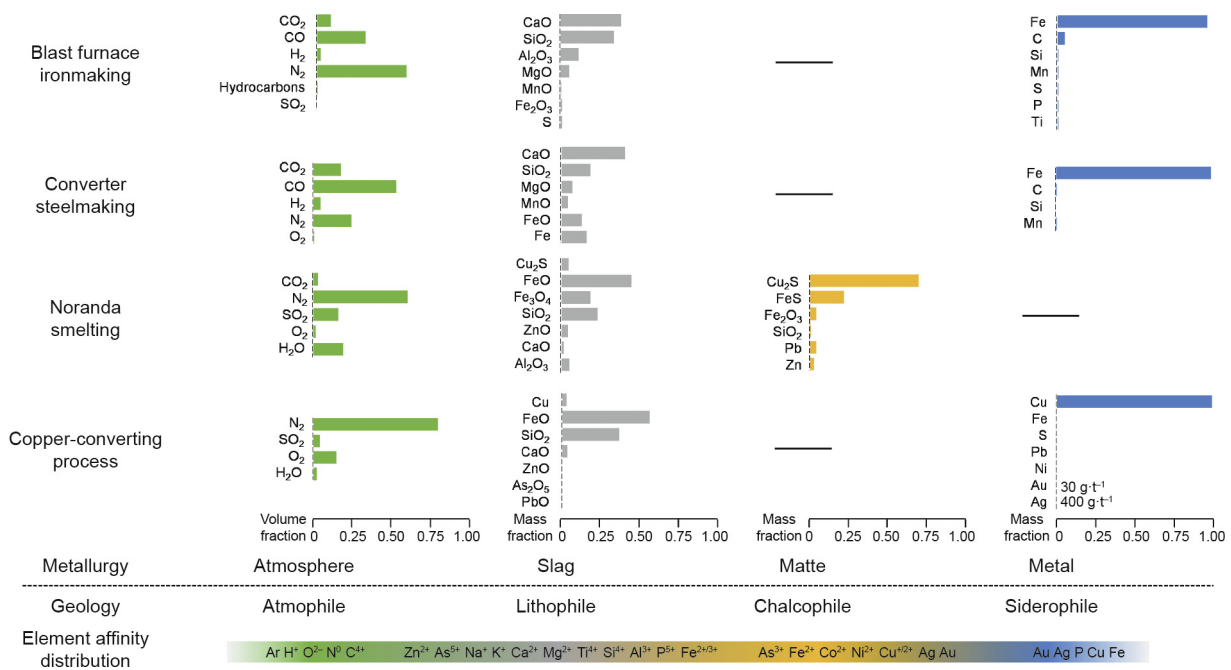 Blast furnace
ironmaking
CO₂
CO
H₂
N₂
Hydrocarbons
SO₂
CaO
SiO₂
Al₂O₃
MgO
MnO
Fe₂O₃
S
Fe
C
Si
Mn
S
P
Ti
Converter
steelmaking
CO₂
CO
H₂
N₂
O₂
CaO
SiO₂
MgO
MnO
FeO
Fe
Fe
C
Si
Mn
Noranda
smelting
CO₂
N₂
SO₂
O₂
H₂O
Cu₂S
FeO
Fe₃O₄
SiO₂
ZnO
CaO
Al₂O₃
Cu₂S
FeS
Fe₂O₃
SiO₂
Pb
Zn
Copper-converting
process
N₂
SO₂
O₂
H₂O
Cu
FeO
SiO₂
CaO
ZnO
As₂O₅
PbO
Cu
Fe
S
Pb
Ni
Au 30 g·t⁻¹
Ag 400 g·t⁻¹
Volume
fraction
0 0.25 0.50 0.75 1.00
Mass
fraction
0 0.25 0.50 0.75 1.00
Mass
fraction
0 0.25 0.50 0.75 1.00
Mass
fraction
0 0.25 0.50 0.75 1.00
Metallurgy Atmosphere Slag Matte Metal
Geology Atmophile Lithophile Chalcophile Siderophile
Element affinity
distribution
Ar H⁺ O²⁻ N⁰ C⁴⁺ Zn²⁺ As⁵⁺ Na⁺ K⁺ Ca²⁺ Mg²⁺ Ti⁴⁺ Si⁴⁺ Al³⁺ P⁵⁺ Fe²⁺/³⁺ As³⁺ Fe²⁺ Co²⁺ Ni²⁺ Cu⁺/²⁺ Ag Au Au Ag P Cu Fe